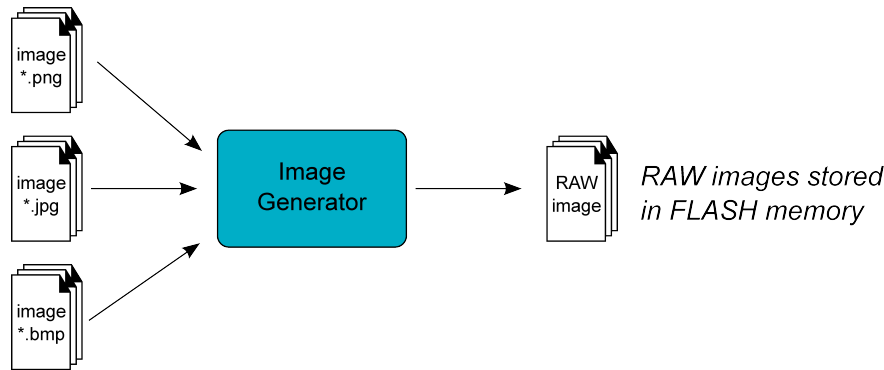 image
*.png
image
*.jpg
image
*.bmp
Image
Generator
RAW
image
RAW images stored
in FLASH memory